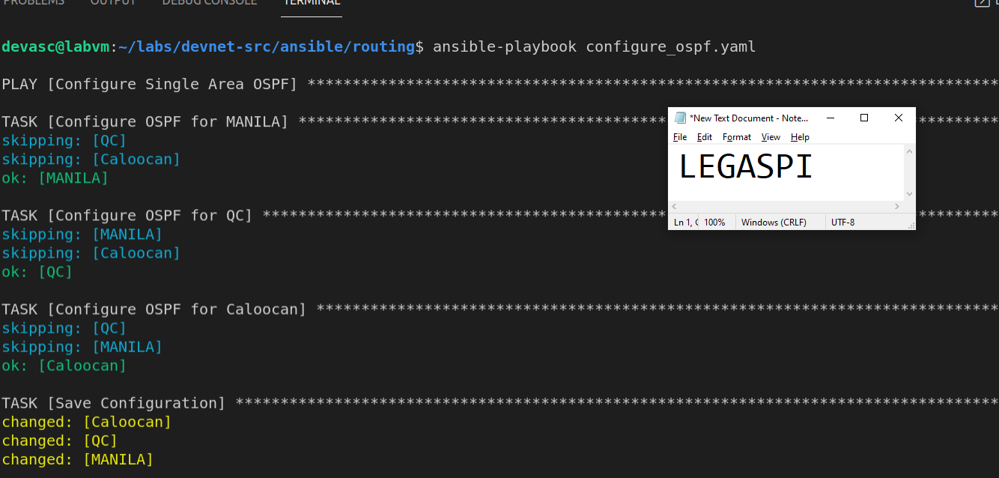 PROBLEMS OUTPUT DEBUG CONSOLE TERMINAL
devasc@labvm:~/labs/devnet-src/ansible/routing$ ansible-playbook configure_ospf.yaml
PLAY [Configure Single Area OSPF] *****************************************************************************
TASK [Configure OSPF for MANILA] ******************************************************************************
skipping: [QC]
skipping: [Caloocan]
ok: [MANILA]
TASK [Configure OSPF for QC] **********************************************************************************
skipping: [MANILA]
skipping: [Caloocan]
ok: [QC]
TASK [Configure OSPF for Caloocan] ****************************************************************************
skipping: [QC]
skipping: [MANILA]
ok: [Caloocan]
TASK [Save Configuration] *************************************************************************************
changed: [Caloocan]
changed: [QC]
changed: [MANILA]
*New Text Document - Note...
File Edit Format View Help
LEGASPI
Ln 1, 100% Windows (CRLF) UTF-8